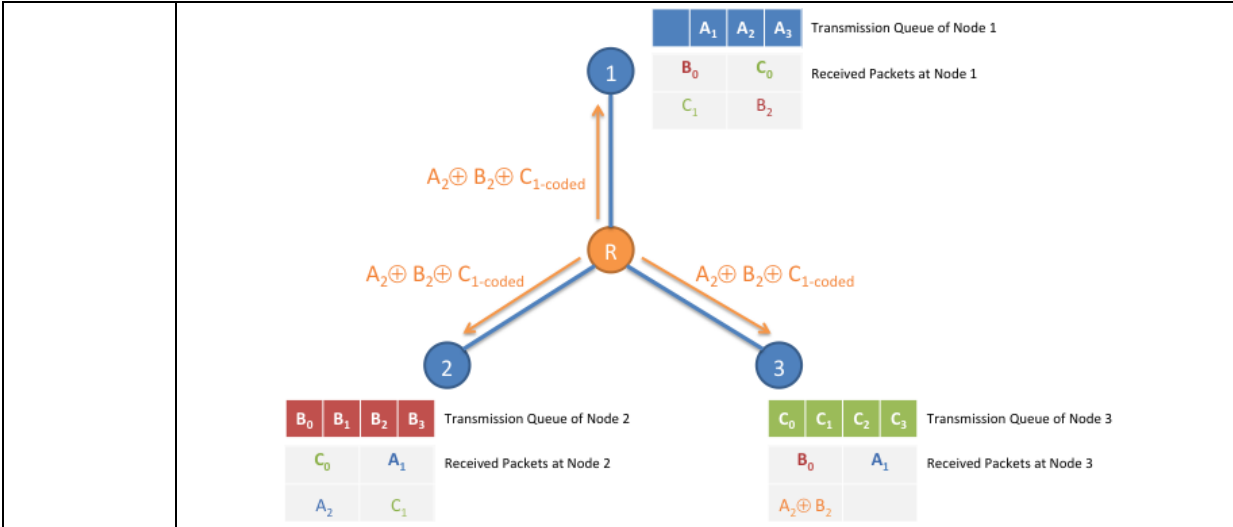 A₁ A₂ A₃ Transmission Queue of Node 1
1
B₀ C₀ Received Packets at Node 1
C₁ B₂
A₂⊕ B₂⊕ C₁₋coded
R
A₂⊕ B₂⊕ C₁₋coded A₂⊕ B₂⊕ C₁₋coded
2 3
B₀ B₁ B₂ B₃ Transmission Queue of Node 2
C₀ A₁ Received Packets at Node 2
A₂ C₁
C₀ C₁ C₂ C₃ Transmission Queue of Node 3
B₀ A₁ Received Packets at Node 3
A₂⊕ B₂